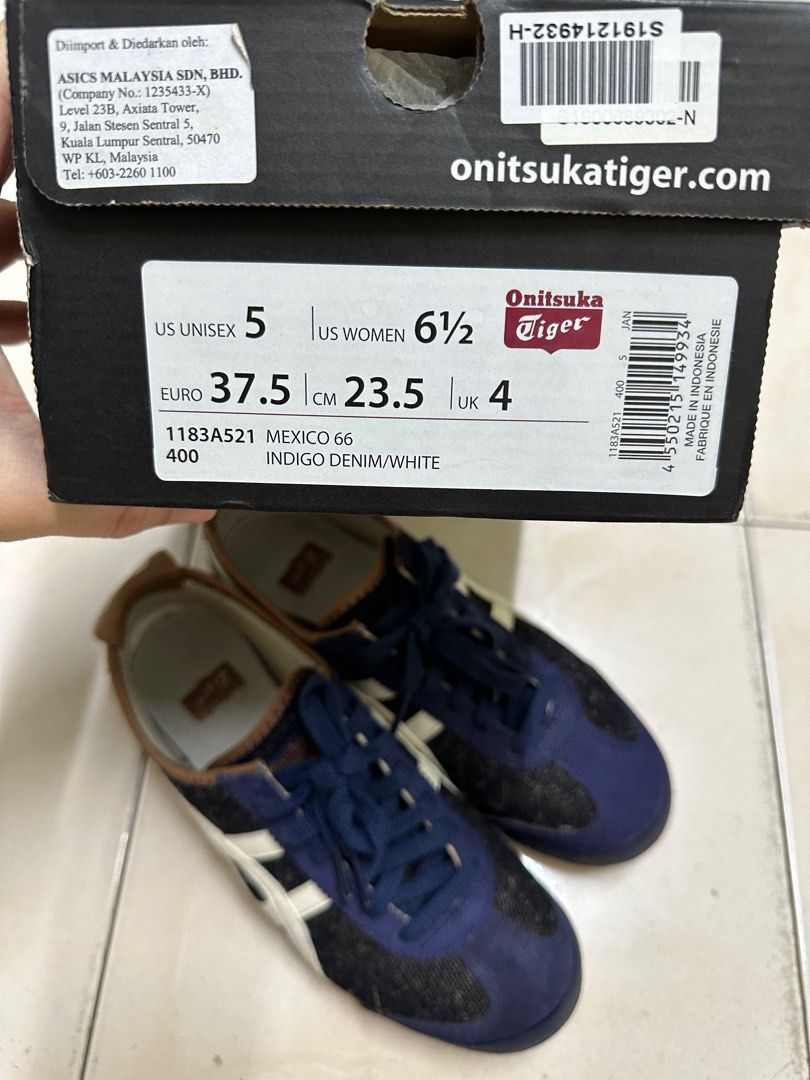 Diimport & Diedarkan oleh:
ASICS MALAYSIA SDN, BHD.
(Company No.: 1235433-X)
Level 23B, Axiata Tower,
9, Jalan Stesen Sentral 5,
Kuala Lumpur Sentral, 50470
WP KL, Malaysia
Tel: +603-2260 1100
S1912149932-H
onitsukatiger.com
US UNISEX 5 US WOMEN 6½
Onitsuka
Tiger
EURO 37.5 CM 23.5 UK 4
1183A521 MEXICO 66
400 INDIGO DENIM/WHITE
1183A521 400 5 JAN
4 550215 149934
MADE IN INDONESIA
FABRIQUE EN INDONESIE